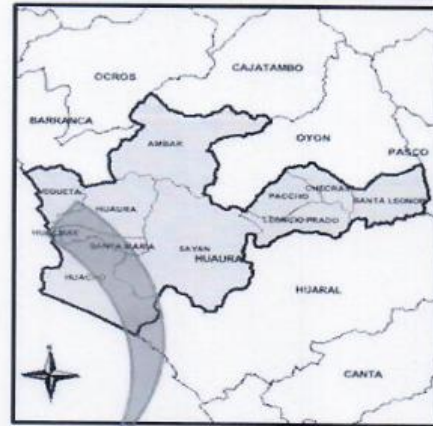 OCROS
CAJATAMBO
BARRANCA
AMBAR
OYON
PASCO
CHECRAS
PACCHO
SANTA LEONOR
HUAURA
LEONCIO PRADO
SANTA MARIA
SAYAN
HUAURA
HUACHO
HUARAL
CANTA